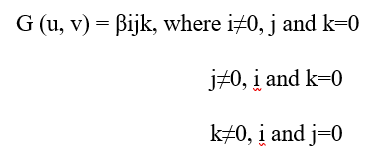 G (u, v) = βijk, where i≠0, j and k=0
j≠0, i and k=0
k≠0, i and j=0